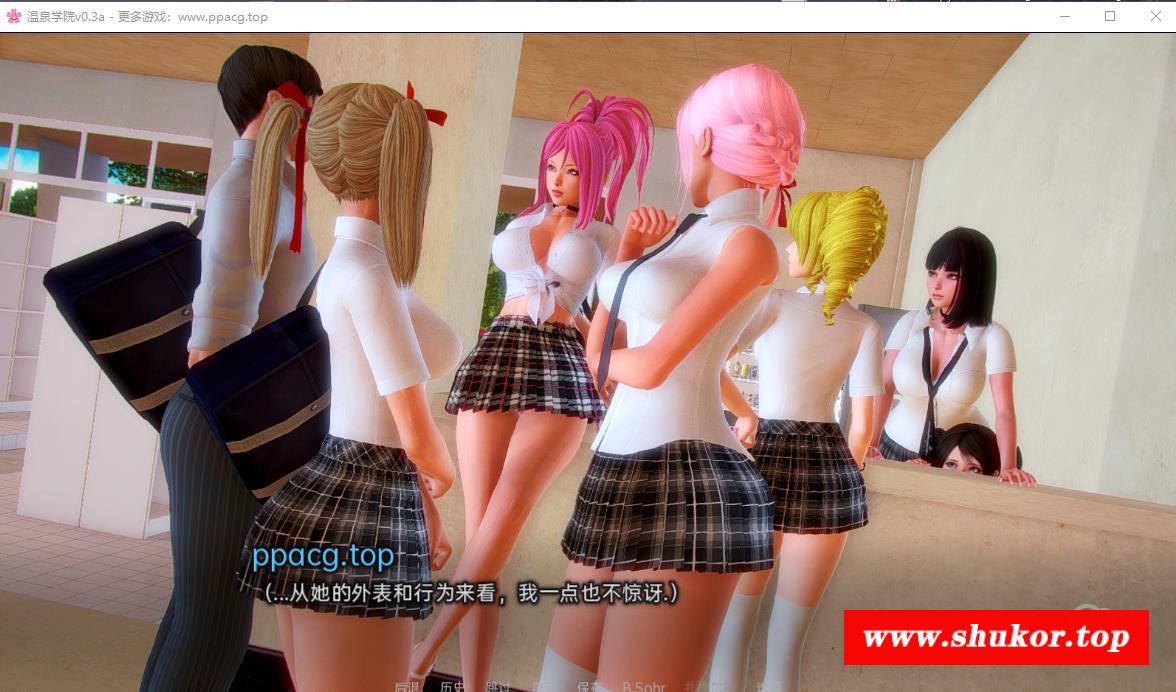 温泉学院v0.3a - 更多游戏：www.ppacg.top
ppacg.top
（...从她的外表和行为来看，我一点也不惊讶.）
www.shukor.top
后退 历史 跳过 保存 B.Sohr